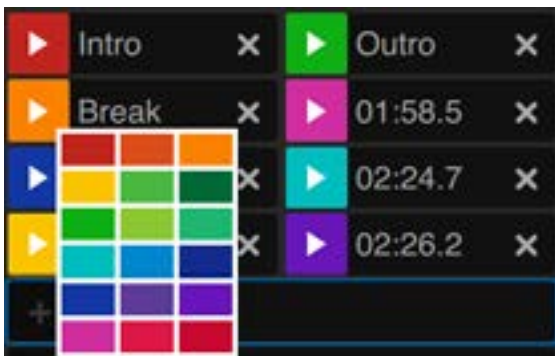 Intro × Outro ×
Break × 01:58.5 ×
× 02:24.7 ×
× 02:26.2 ×
+